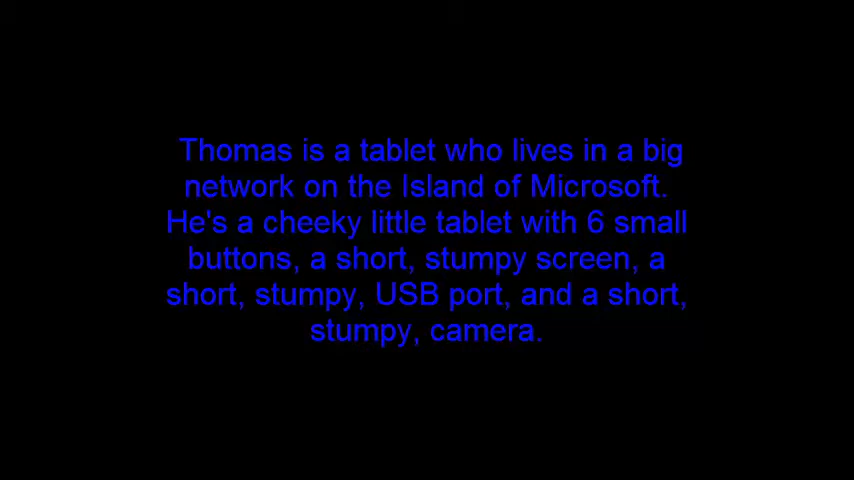 Thomas is a tablet who lives in a big
network on the Island of Microsoft.
He's a cheeky little tablet with 6 small
buttons, a short, stumpy screen, a
short, stumpy, USB port, and a short,
stumpy, camera.